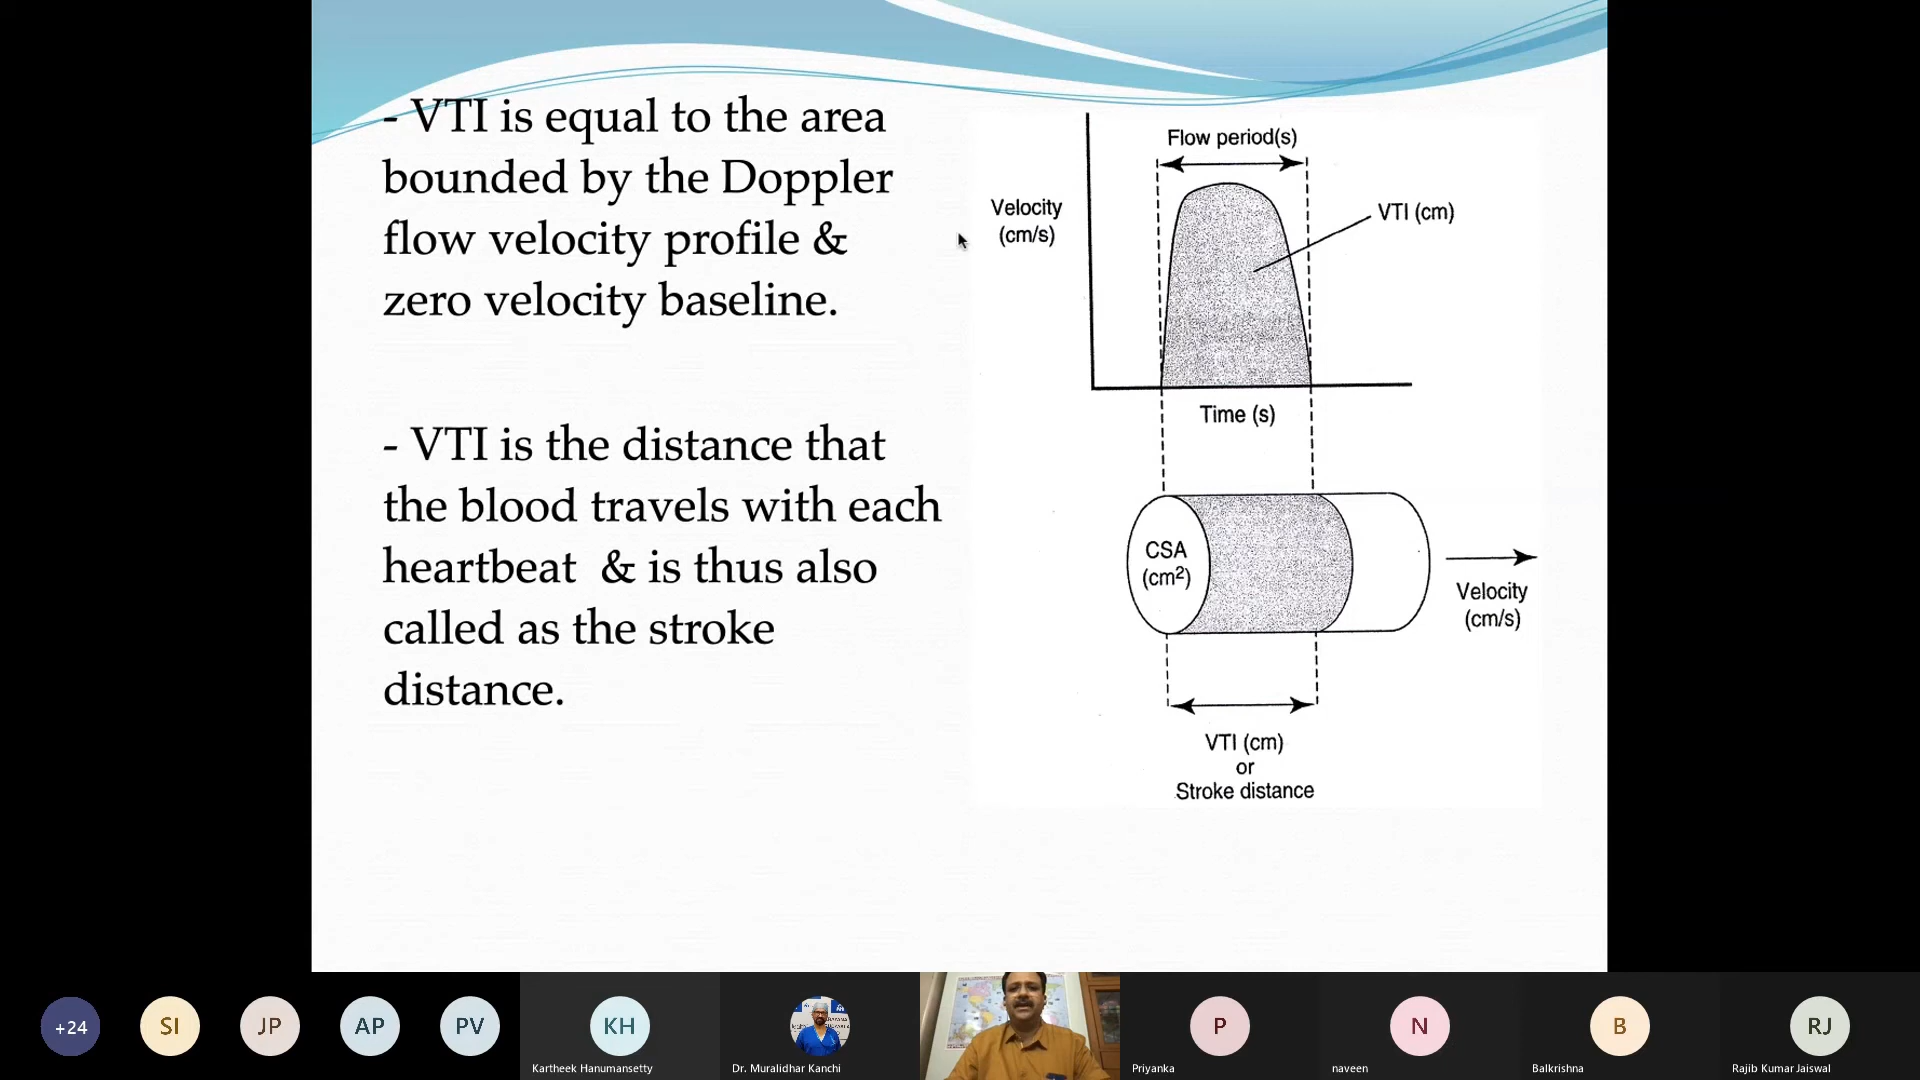 - VTI is equal to the area
bounded by the Doppler
flow velocity profile &
zero velocity baseline.
- VTI is the distance that
the blood travels with each
heartbeat & is thus also
called as the stroke
distance.
Flow period(s)
Velocity
(cm/s)
VTI (cm)
Time (s)
CSA
(cm²)
Velocity
(cm/s)
VTI (cm)
or
Stroke distance
+24
SI
JP
AP
PV
KH
Kartheek Hanumansetty
Dr. Muralidhar Kanchi
P
Priyanka
N
naveen
B
Balkrishna
RJ
Rajib Kumar Jaiswal